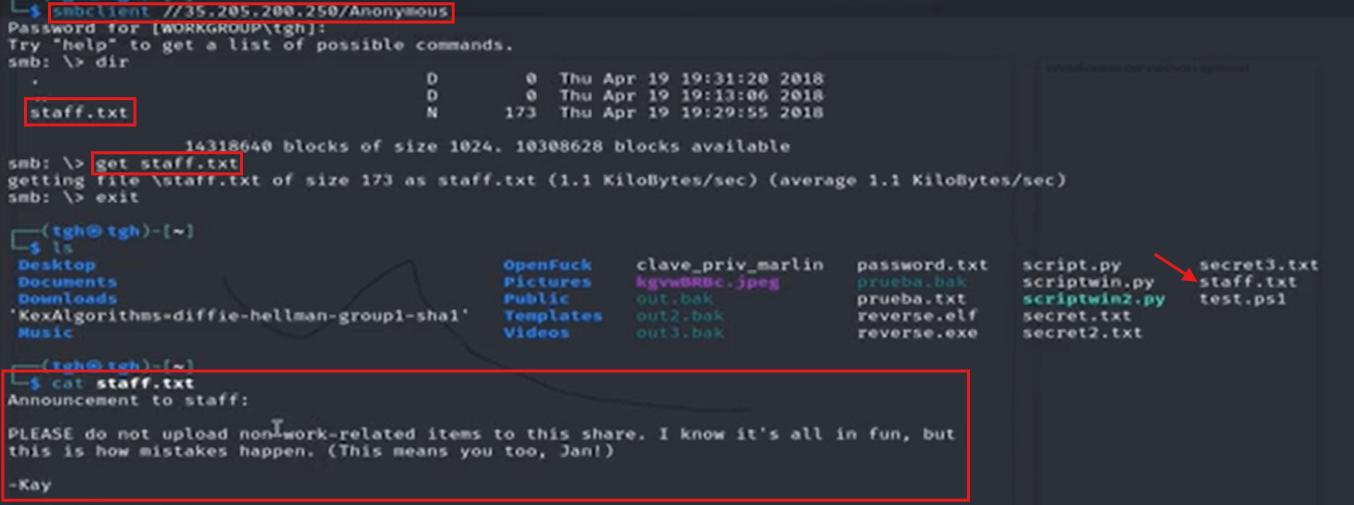 └─$ smbclient //35.205.200.250/Anonymous
Password for [WORKGROUP\tgh]:
Try "help" to get a list of possible commands.
smb: \> dir
. D 0 Thu Apr 19 19:31:20 2018
.. D 0 Thu Apr 19 19:13:06 2018
staff.txt N 173 Thu Apr 19 19:29:55 2018
14318640 blocks of size 1024. 10308628 blocks available
smb: \> get staff.txt
getting file \staff.txt of size 173 as staff.txt (1.1 KiloBytes/sec) (average 1.1 KiloBytes/sec)
smb: \> exit
┌──(tgh㉿tgh)-[~]
└─$ ls
Desktop OpenFuck clave_priv_marlin password.txt script.py secret3.txt
Documents Pictures kgvwBRBc.jpeg prueba.bak scriptwin.py staff.txt
Downloads Public out.bak prueba.txt scriptwin2.py test.ps1
'KexAlgorithms-diffie-hellman-group1-sha1' Templates out2.bak reverse.elf secret.txt
Music Videos out3.bak reverse.exe secret2.txt
┌──(tgh㉿tgh)-[~]
└─$ cat staff.txt
Announcement to staff:
PLEASE do not upload non-work-related items to this share. I know it's all in fun, but
this is how mistakes happen. (This means you too, Jan!)
-Kay